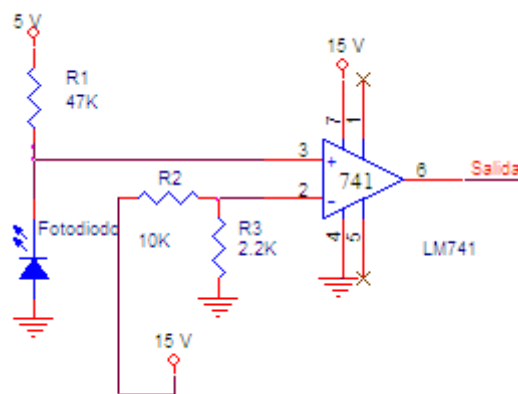 5 V
R1
47K
15 V
7
1
3
+
741
6
Salida
2
-
R2
Fotodiodo
10K
R3
2.2K
4
5
LM741
15 V